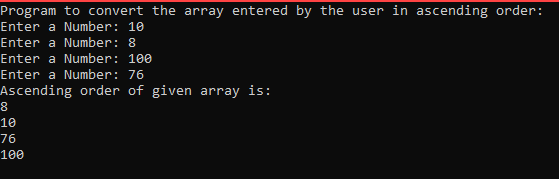 Program to convert the array entered by the user in ascending order:
Enter a Number: 10
Enter a Number: 8
Enter a Number: 100
Enter a Number: 76
Ascending order of given array is:
8
10
76
100